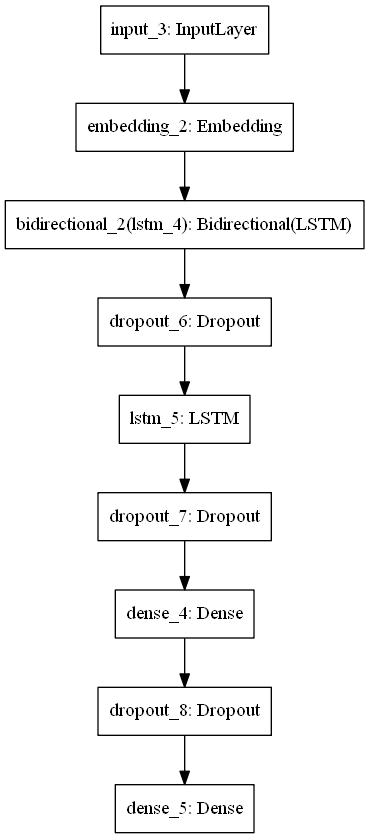 input_3: InputLayer
embedding_2: Embedding
bidirectional_2(lstm_4): Bidirectional(LSTM)
dropout_6: Dropout
lstm_5: LSTM
dropout_7: Dropout
dense_4: Dense
dropout_8: Dropout
dense_5: Dense